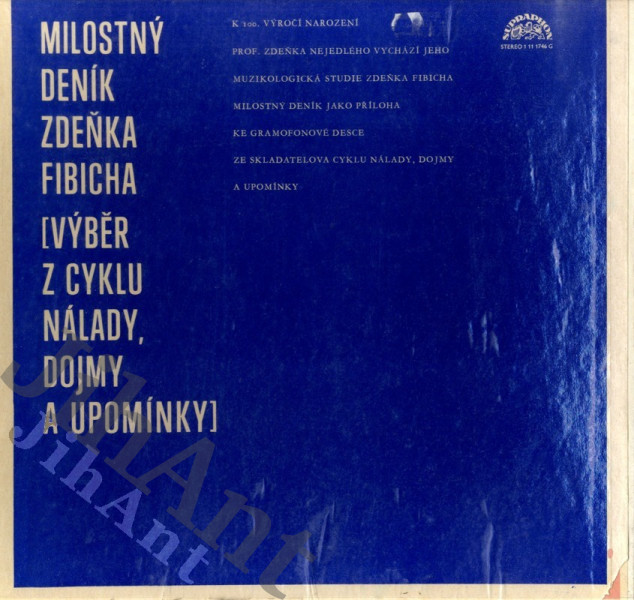 MILOSTNÝ
DENÍK
ZDEŇKA
FIBICHA
[VÝBĚR
Z CYKLU
NÁLADY,
DOJMY
A UPOMÍNKY]
K 100. VÝROČÍ NAROZENÍ
PROF. ZDEŇKA NEJEDLÉHO VYCHÁZÍ JEHO
MUZIKOLOGICKÁ STUDIE ZDEŇKA FIBICHA
MILOSTNÝ DENÍK JAKO PŘÍLOHA
KE GRAMOFONOVÉ DESCE
ZE SKLADATELOVA CYKLU NÁLADY, DOJMY
A UPOMÍNKY
SUPRAPHON
STEREO 1 11 1746 G
JihAnt
JihAnt